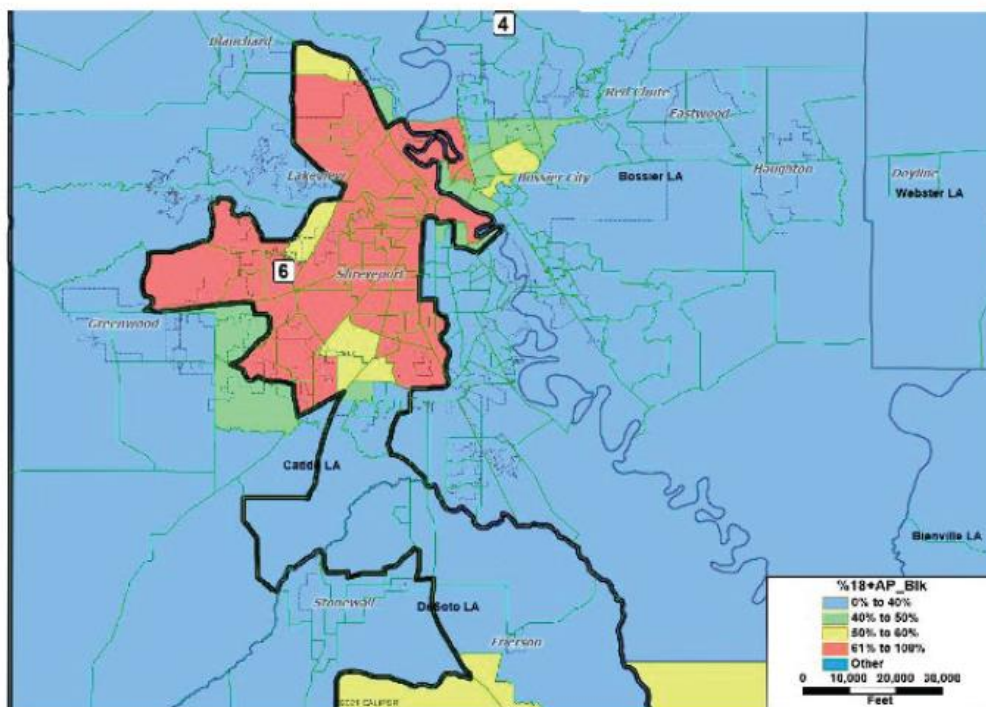 4
Blanchard
Red Chute
Eastwood
Lakeview
Bossier City
Bossier LA
Haughton
Doyline
Webster LA
6
Shreveport
Greenwood
Caddo LA
Bienville LA
Stonewall
DeSoto LA
Frierson
%18+AP_Blk
0% to 40%
40% to 50%
50% to 60%
61% to 100%
Other
0 10,000 20,000 30,000
Feet
©2021 CALIPER